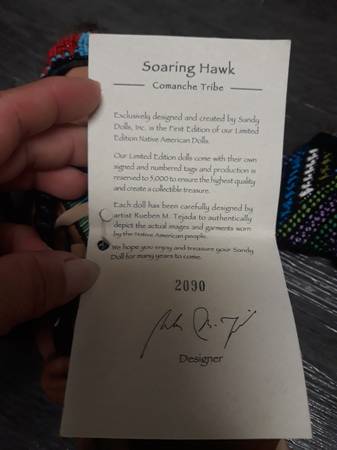 Soaring Hawk
Comanche Tribe
Exclusively designed and created by Sandy
Dolls, Inc. is the First Edition of our Limited
Edition Native American Dolls.
Our Limited Edition dolls come with their own
signed and numbered tags and production is
reserved to 5,000 to ensure the highest quality
and create a collectible treasure.
Each doll has been carefully designed by
artist Rueben M. Tejada to authentically
depict the actual images and garments worn
by the Native American people.
We hope you enjoy and treasure your Sandy
Doll for many years to come.
2090
Designer